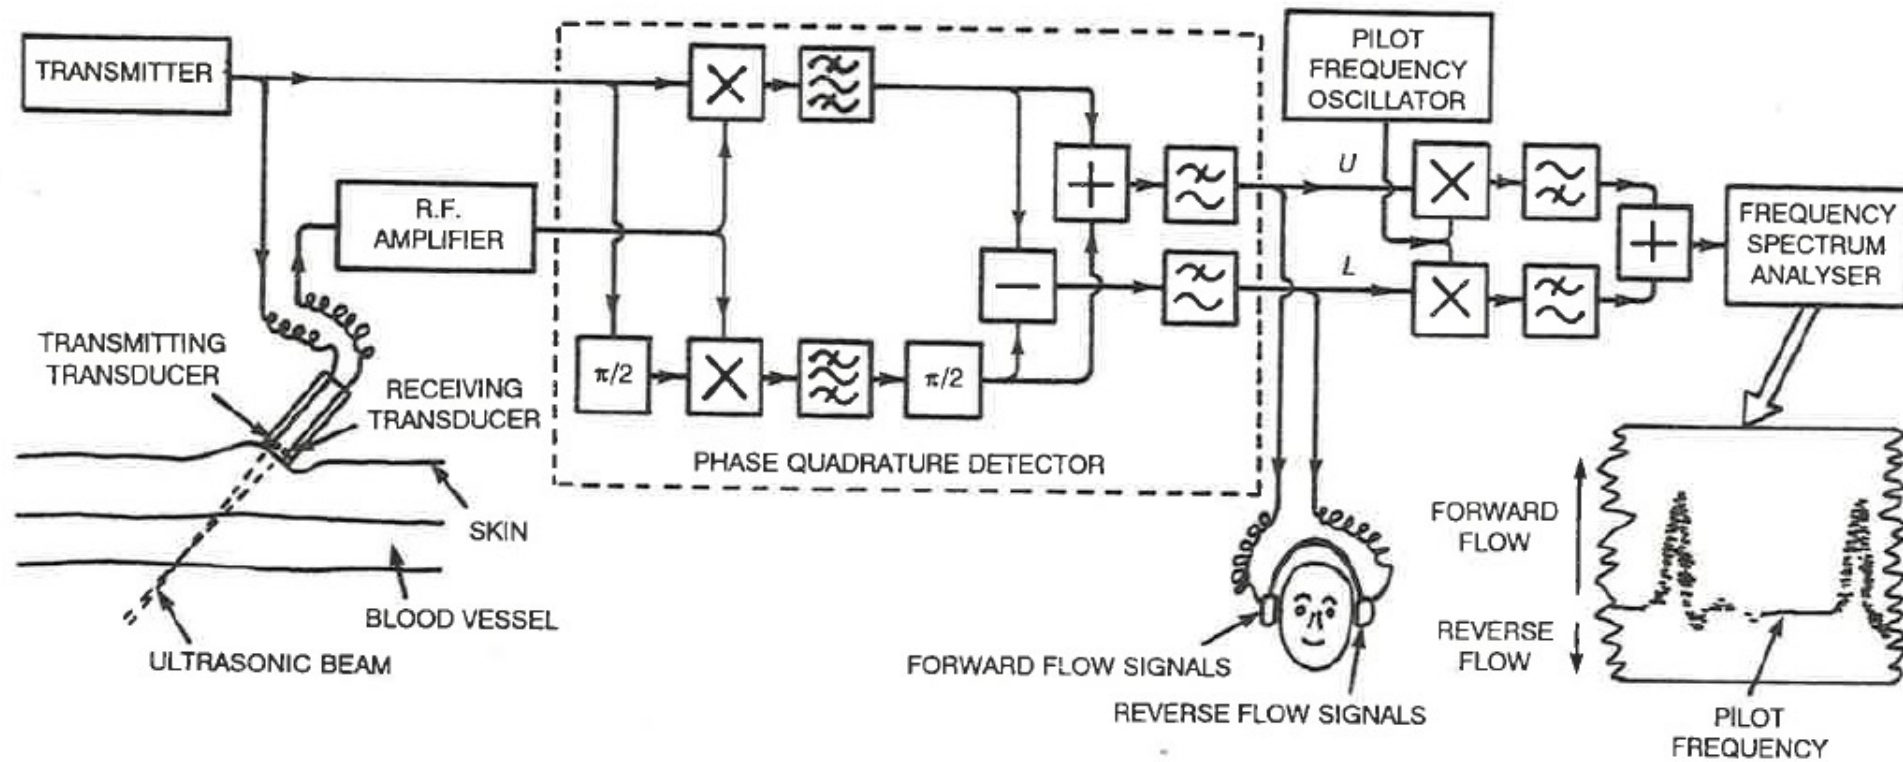 TRANSMITTER
R.F.
AMPLIFIER
TRANSMITTING
TRANSDUCER
RECEIVING
TRANSDUCER
SKIN
BLOOD VESSEL
ULTRASONIC BEAM
π/2
π/2
PHASE QUADRATURE DETECTOR
PILOT
FREQUENCY
OSCILLATOR
U
L
FREQUENCY
SPECTRUM
ANALYSER
FORWARD FLOW SIGNALS
REVERSE FLOW SIGNALS
FORWARD
FLOW
REVERSE
FLOW
PILOT
FREQUENCY